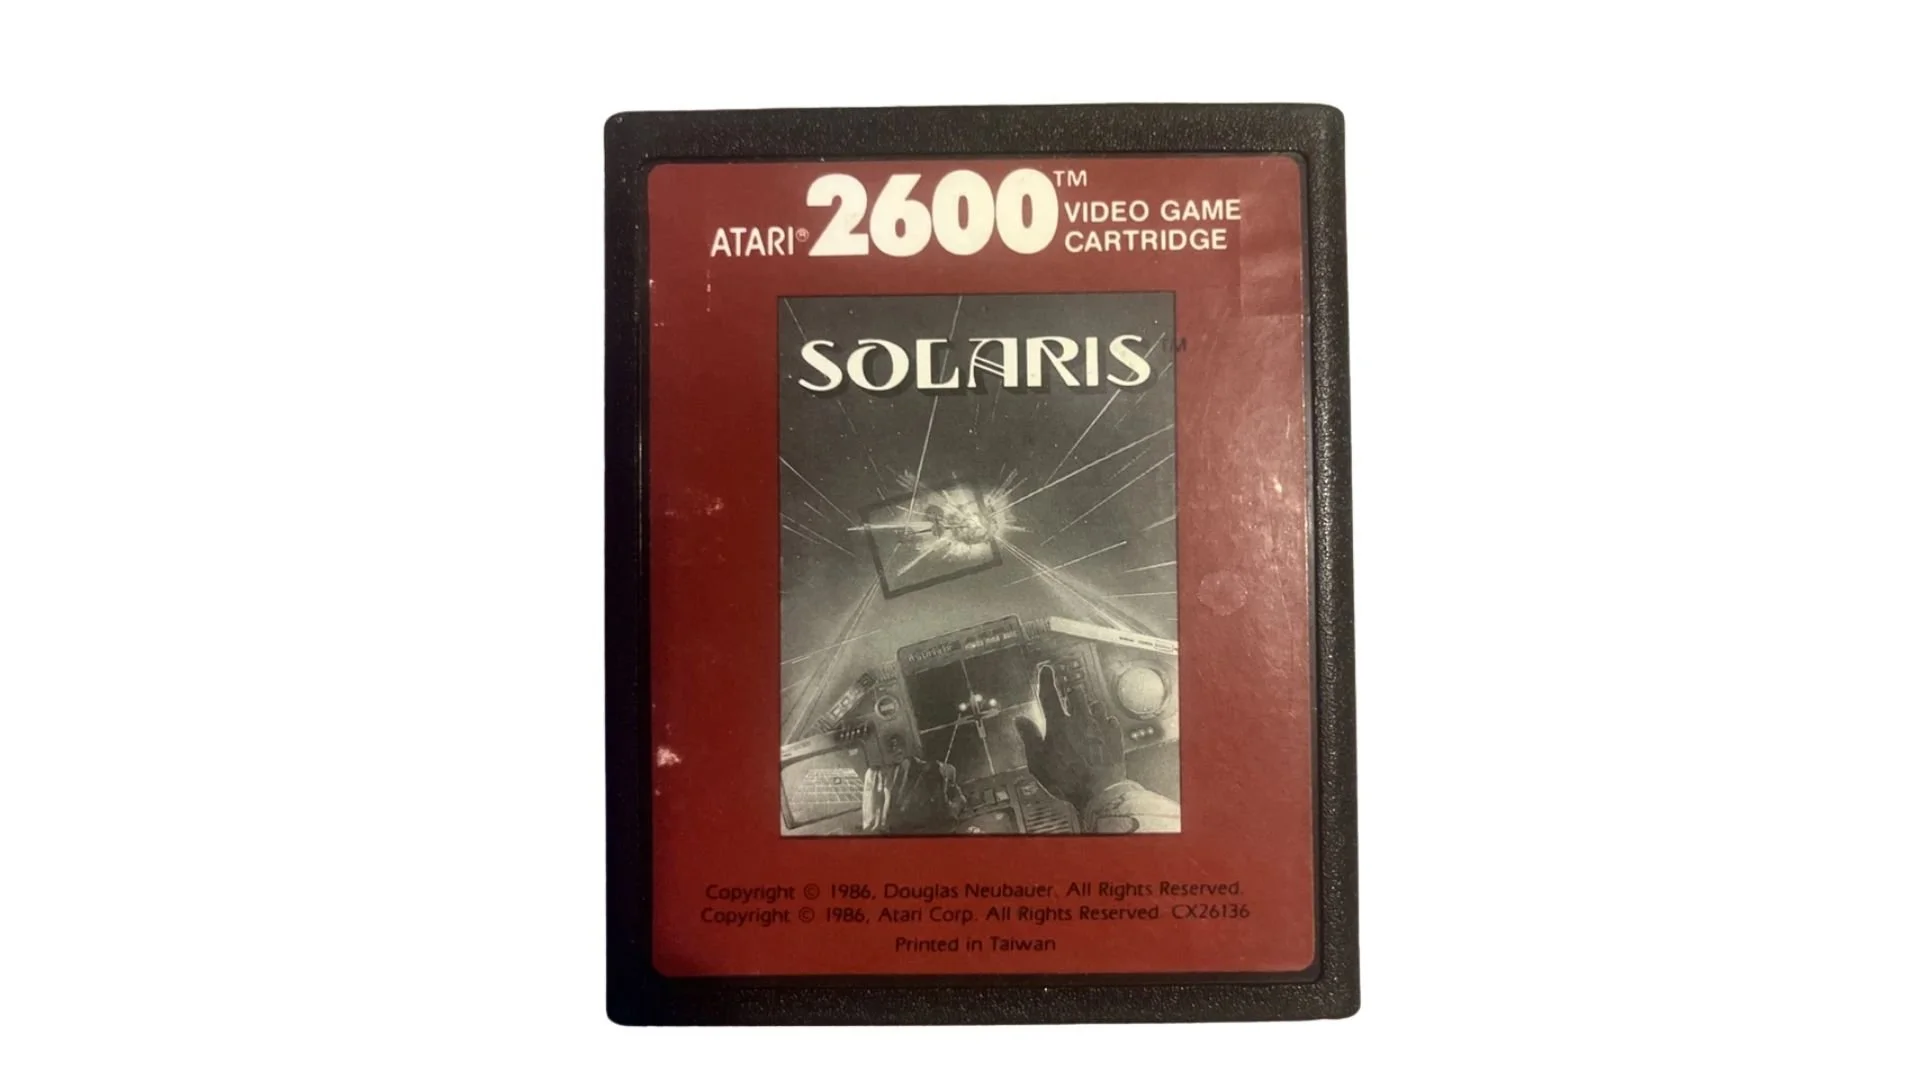 ATARI® 2600™ VIDEO GAME
CARTRIDGE
SOLARIS™
Copyright © 1986, Douglas Neubauer. All Rights Reserved.
Copyright © 1986, Atari Corp. All Rights Reserved CX26136
Printed in Taiwan